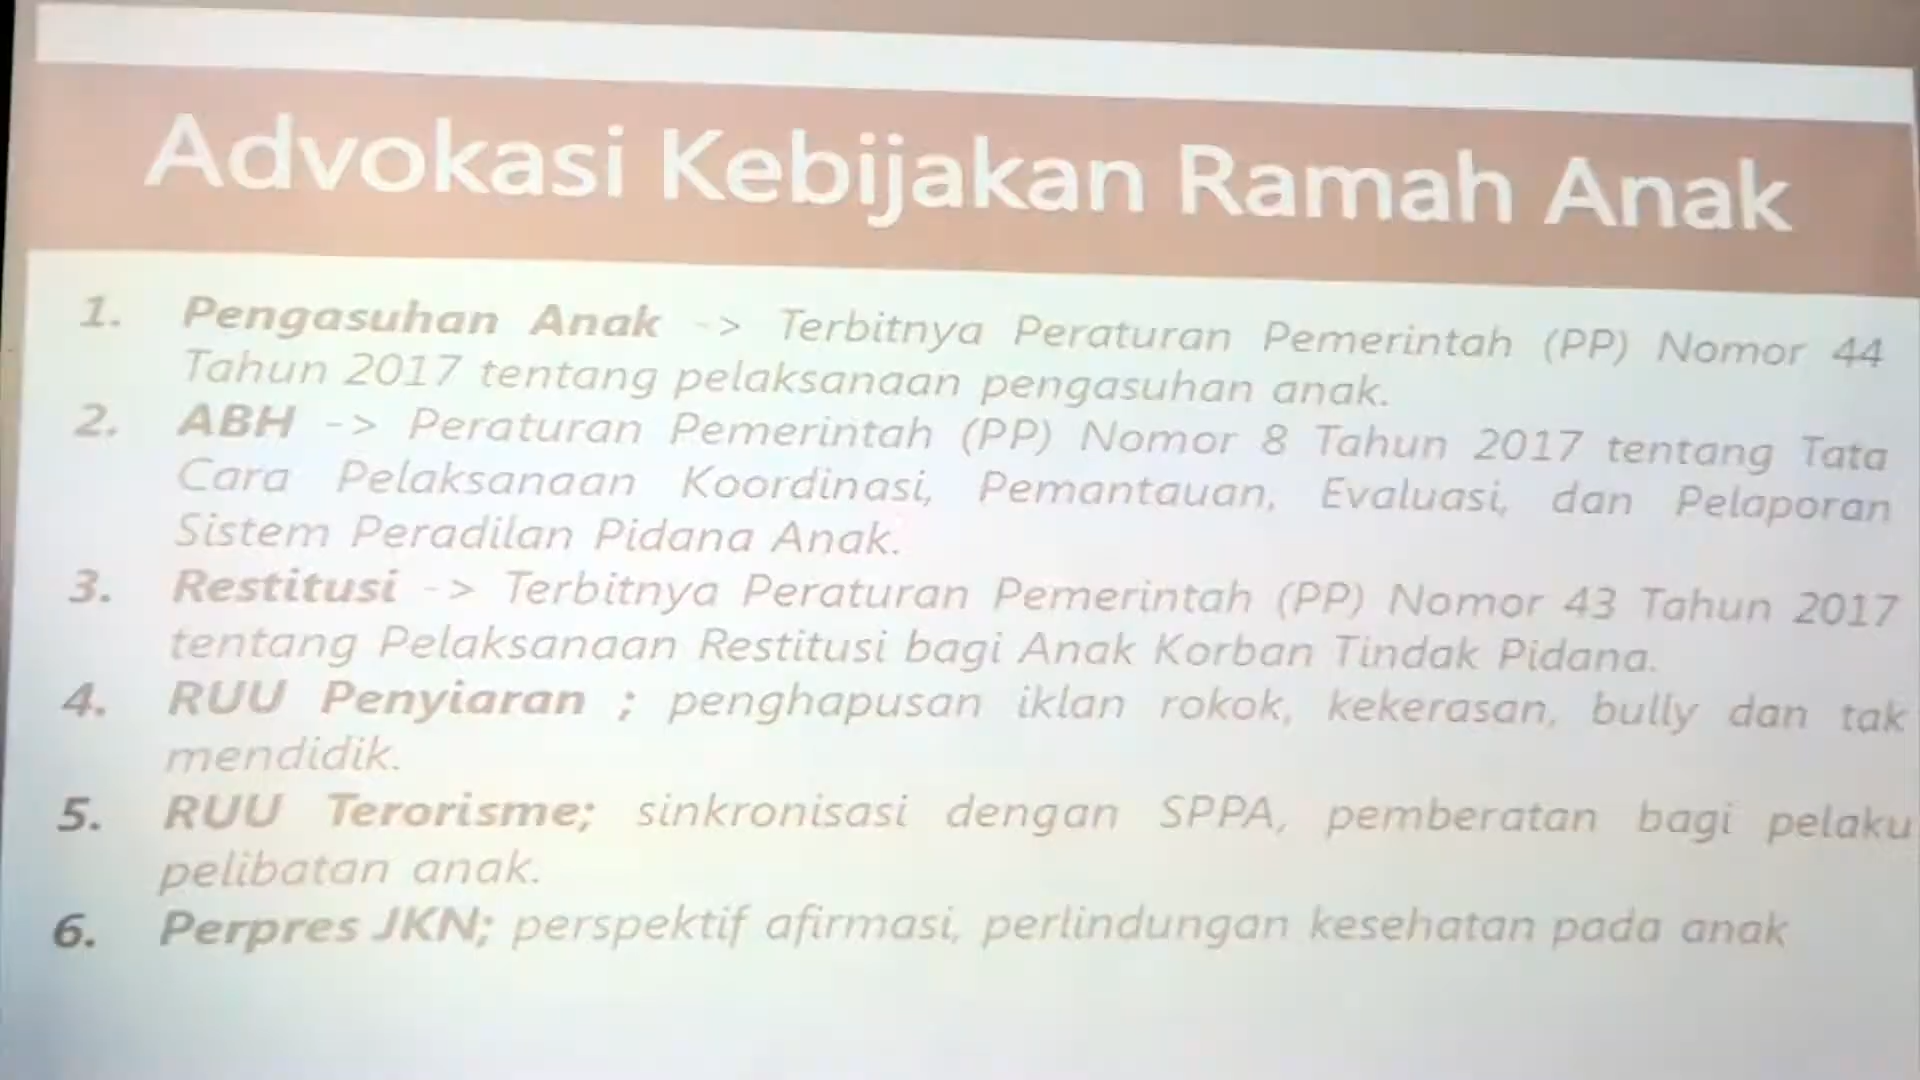 Advokasi Kebijakan Ramah Anak
1. Pengasuhan Anak -> Terbitnya Peraturan Pemerintah (PP) Nomor 44
Tahun 2017 tentang pelaksanaan pengasuhan anak.
2. ABH -> Peraturan Pemerintah (PP) Nomor 8 Tahun 2017 tentang Tata
Cara Pelaksanaan Koordinasi, Pemantauan, Evaluasi, dan Pelaporan
Sistem Peradilan Pidana Anak.
3. Restitusi -> Terbitnya Peraturan Pemerintah (PP) Nomor 43 Tahun 2017
tentang Pelaksanaan Restitusi bagi Anak Korban Tindak Pidana.
4. RUU Penyiaran ; penghapusan iklan rokok, kekerasan, bully dan tak
mendidik.
5. RUU Terorisme; sinkronisasi dengan SPPA, pemberatan bagi pelaku
pelibatan anak.
6. Perpres JKN; perspektif afirmasi, perlindungan kesehatan pada anak